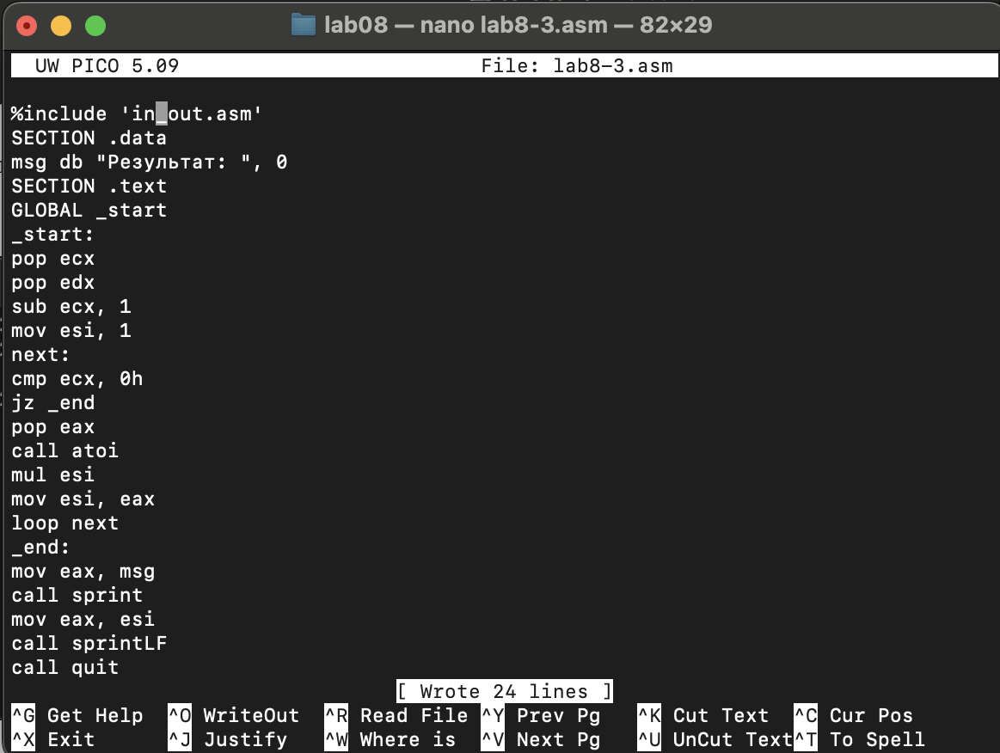 lab08 — nano lab8-3.asm — 82×29
UW PICO 5.09 File: lab8-3.asm
%include 'in_out.asm'
SECTION .data
msg db "Результат: ", 0
SECTION .text
GLOBAL _start
_start:
pop ecx
pop edx
sub ecx, 1
mov esi, 1
next:
cmp ecx, 0h
jz _end
pop eax
call atoi
mul esi
mov esi, eax
loop next
_end:
mov eax, msg
call sprint
mov eax, esi
call sprintLF
call quit
[ Wrote 24 lines ]
^G Get Help ^O WriteOut ^R Read File ^Y Prev Pg ^K Cut Text ^C Cur Pos
^X Exit ^J Justify ^W Where is ^V Next Pg ^U UnCut Text ^T To Spell